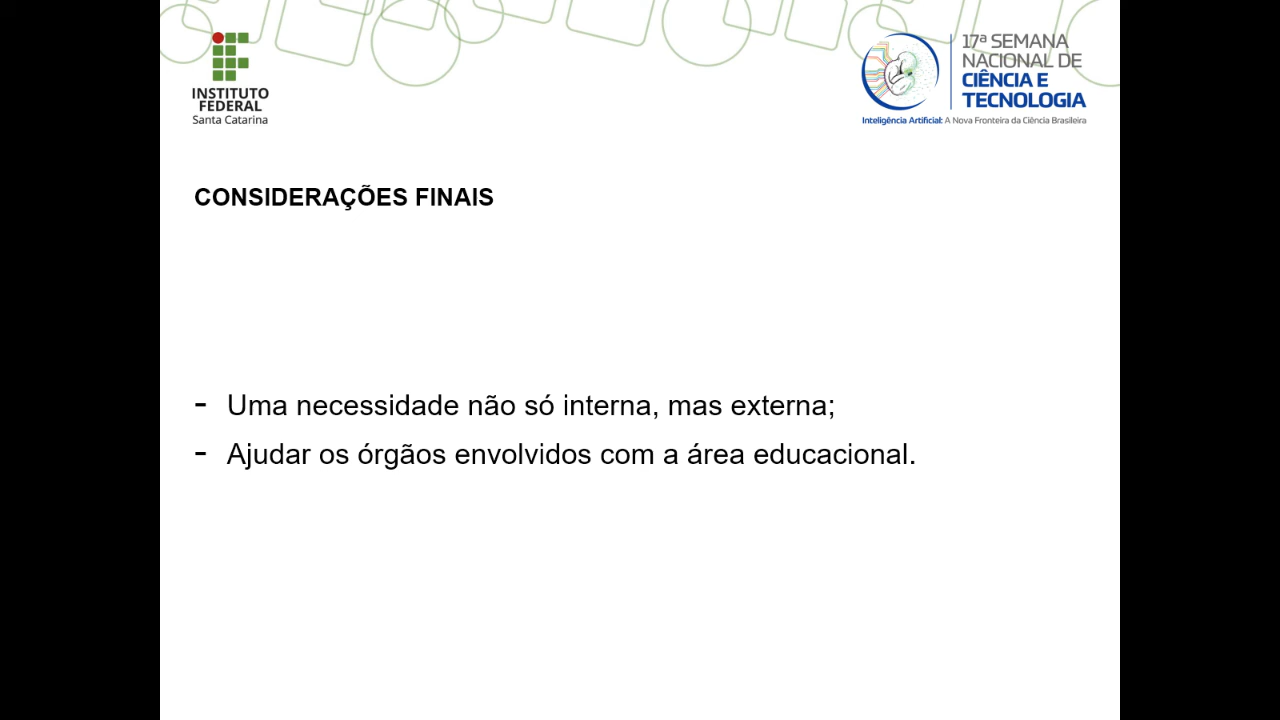 INSTITUTO
FEDERAL
Santa Catarina
17ª SEMANA
NACIONAL DE
CIÊNCIA E
TECNOLOGIA
Inteligência Artificial: A Nova Fronteira da Ciência Brasileira
CONSIDERAÇÕES FINAIS
- Uma necessidade não só interna, mas externa;
- Ajudar os órgãos envolvidos com a área educacional.